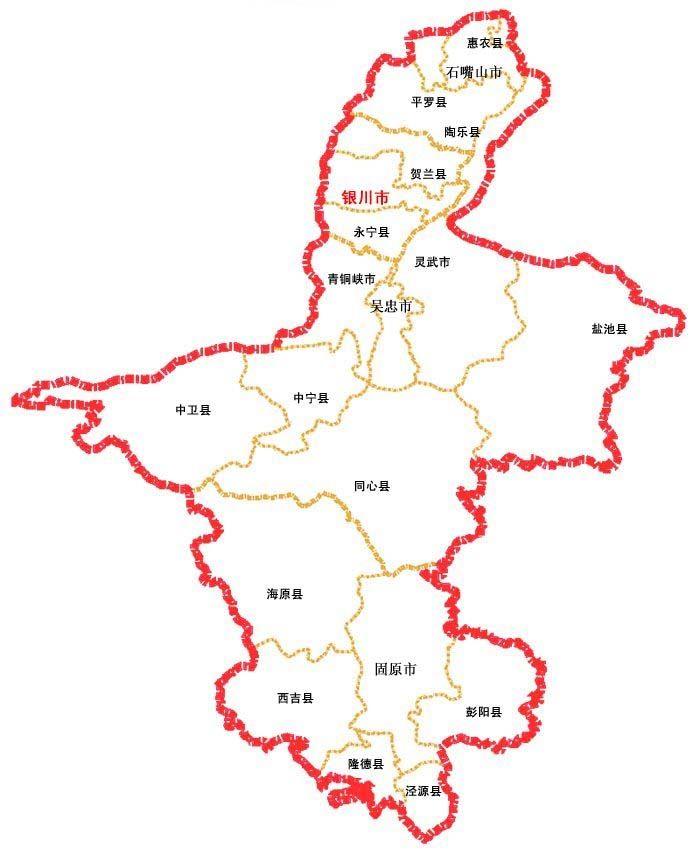 惠农县
石嘴山市
平罗县
陶乐县
贺兰县
银川市
永宁县
灵武市
青铜峡市
吴忠市
盐池县
中宁县
中卫县
同心县
海原县
固原市
西吉县
彭阳县
隆德县
泾源县